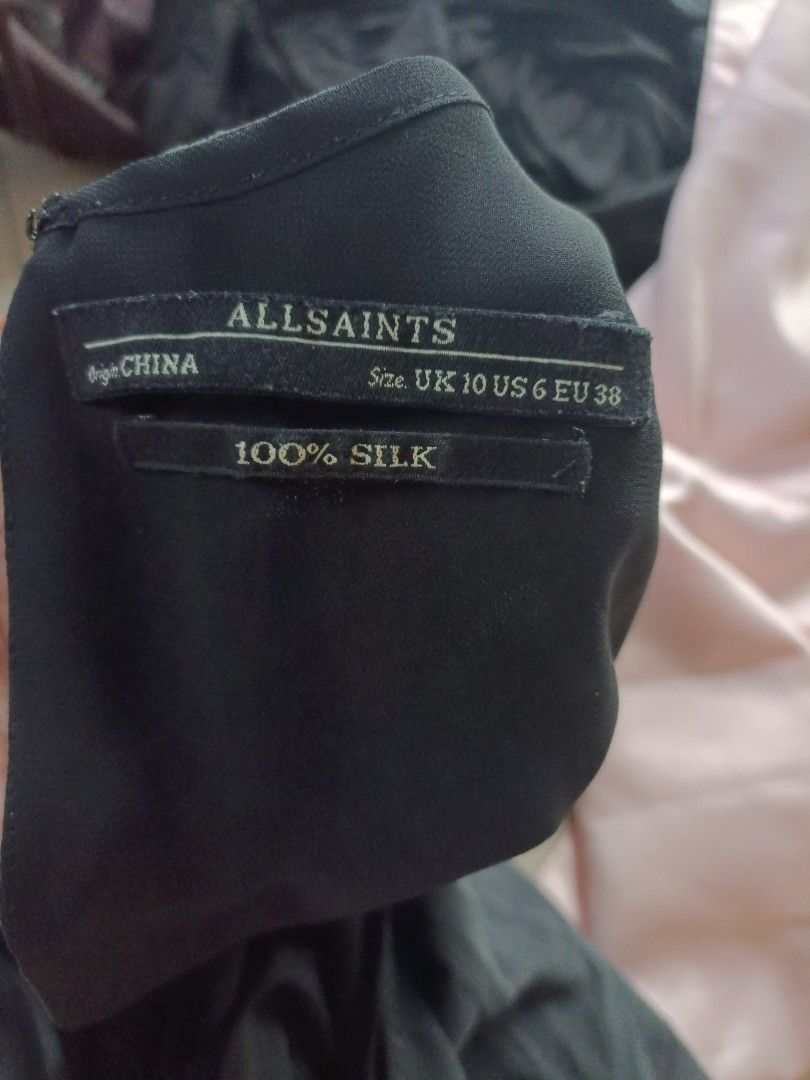 ALLSAINTS
Origin: CHINA
Size. UK 10 US 6 EU 38
100% SILK